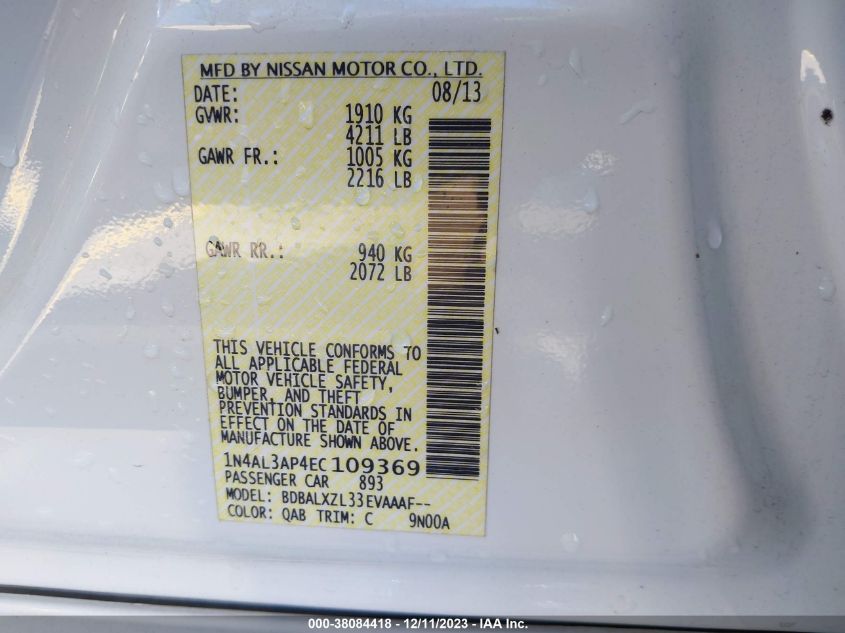 MFD BY NISSAN MOTOR CO., LTD.
DATE: 08/13
GVWR: 1910 KG
4211 LB
GAWR FR.: 1005 KG
2216 LB
GAWR RR.: 940 KG
2072 LB
THIS VEHICLE CONFORMS TO
ALL APPLICABLE FEDERAL
MOTOR VEHICLE SAFETY,
BUMPER, AND THEFT
PREVENTION STANDARDS IN
EFFECT ON THE DATE OF
MANUFACTURE SHOWN ABOVE.
1N4AL3AP4EC109369
PASSENGER CAR 893
MODEL: BDBALXZL33EVAAAF--
COLOR: QAB TRIM: C 9N00A
000-38084418 - 12/11/2023 - IAA Inc.